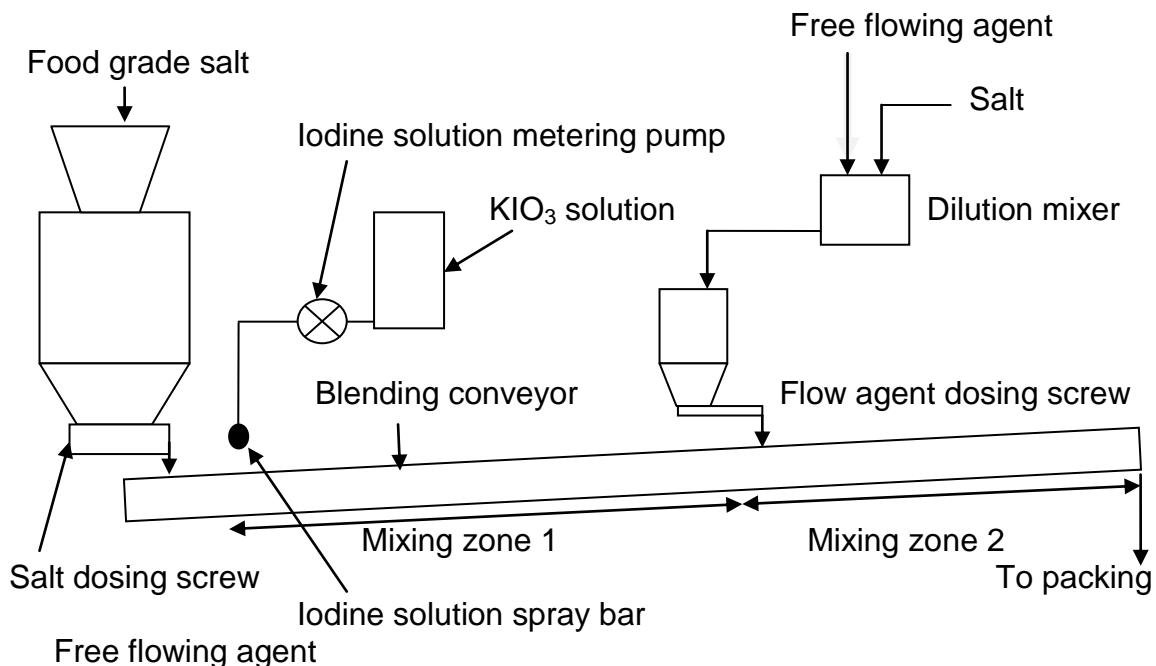 Free flowing agent
Food grade salt
Salt
Iodine solution metering pump
KIO₃ solution
Dilution mixer
Blending conveyor
Flow agent dosing screw
Mixing zone 1
Mixing zone 2
Salt dosing screw
To packing
Iodine solution spray bar
Free flowing agent